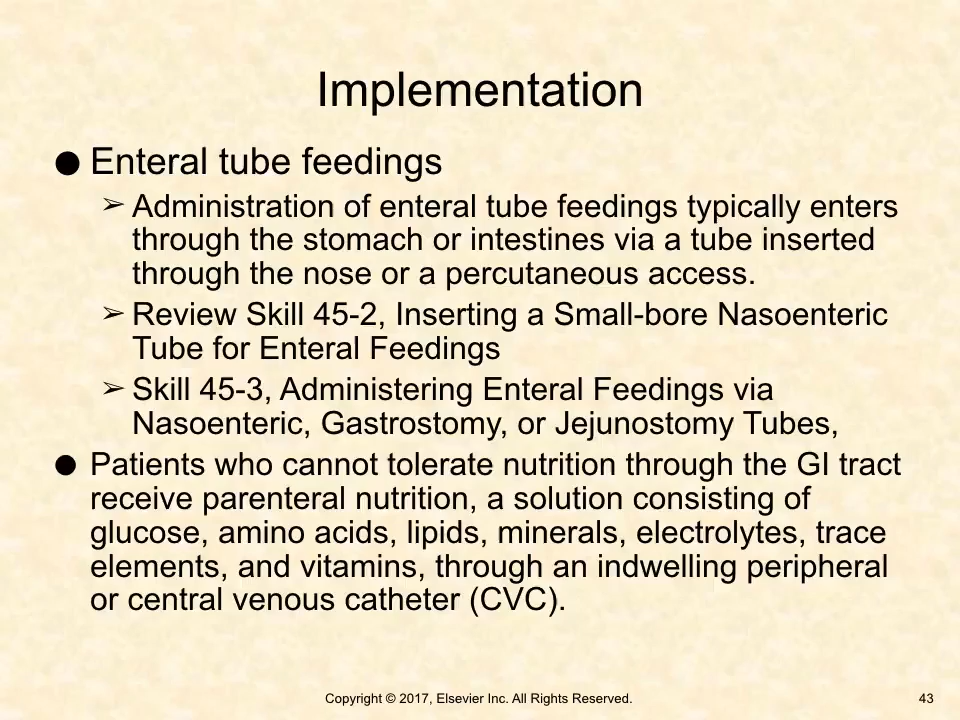 Implementation
● Enteral tube feedings
➢ Administration of enteral tube feedings typically enters
through the stomach or intestines via a tube inserted
through the nose or a percutaneous access.
➢ Review Skill 45-2, Inserting a Small-bore Nasoenteric
Tube for Enteral Feedings
➢ Skill 45-3, Administering Enteral Feedings via
Nasoenteric, Gastrostomy, or Jejunostomy Tubes,
● Patients who cannot tolerate nutrition through the GI tract
receive parenteral nutrition, a solution consisting of
glucose, amino acids, lipids, minerals, electrolytes, trace
elements, and vitamins, through an indwelling peripheral
or central venous catheter (CVC).
Copyright © 2017, Elsevier Inc. All Rights Reserved.
43